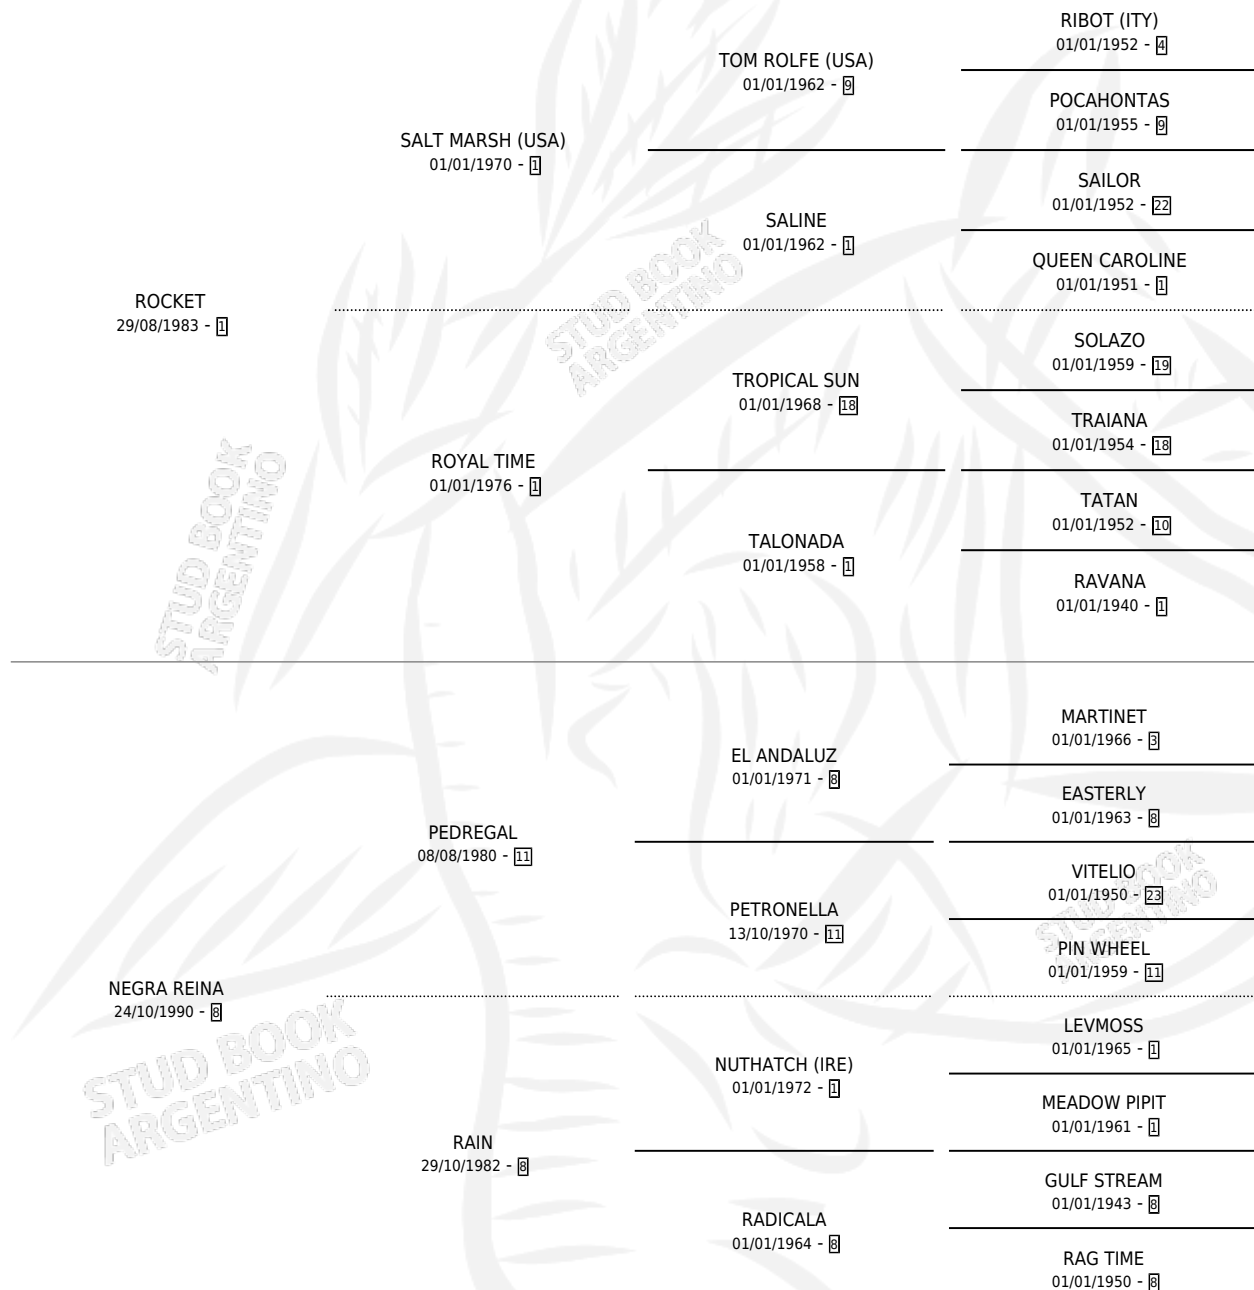 RIBOT (ITY)
01/01/1952 - 4
TOM ROLFE (USA)
01/01/1962 - 9
POCAHONTAS
01/01/1955 - 9
SALT MARSH (USA)
01/01/1970 - 1
SAILOR
01/01/1952 - 22
SALINE
01/01/1962 - 1
QUEEN CAROLINE
01/01/1951 - 1
ROCKET
29/08/1983 - 1
SOLAZO
01/01/1959 - 19
TROPICAL SUN
01/01/1968 - 18
TRAIANA
01/01/1954 - 18
ROYAL TIME
01/01/1976 - 1
TATAN
01/01/1952 - 10
TALONADA
01/01/1958 - 1
RAVANA
01/01/1940 - 1
MARTINET
01/01/1966 - 3
EL ANDALUZ
01/01/1971 - 8
EASTERLY
01/01/1963 - 8
PEDREGAL
08/08/1980 - 11
VITELIO
01/01/1950 - 23
PETRONELLA
13/10/1970 - 11
PIN WHEEL
01/01/1959 - 11
NEGRA REINA
24/10/1990 - 8
LEVMOSS
01/01/1965 - 1
NUTHATCH (IRE)
01/01/1972 - 1
MEADOW PIPIT
01/01/1961 - 1
RAIN
29/10/1982 - 8
GULF STREAM
01/01/1943 - 8
RADICALA
01/01/1964 - 8
RAG TIME
01/01/1950 - 8
STUD BOOK
ARGENTINO
STUD BOOK
ARGENTINO
STUD BOOK
ARGENTINO
STUD BOOK
ARGENTINO